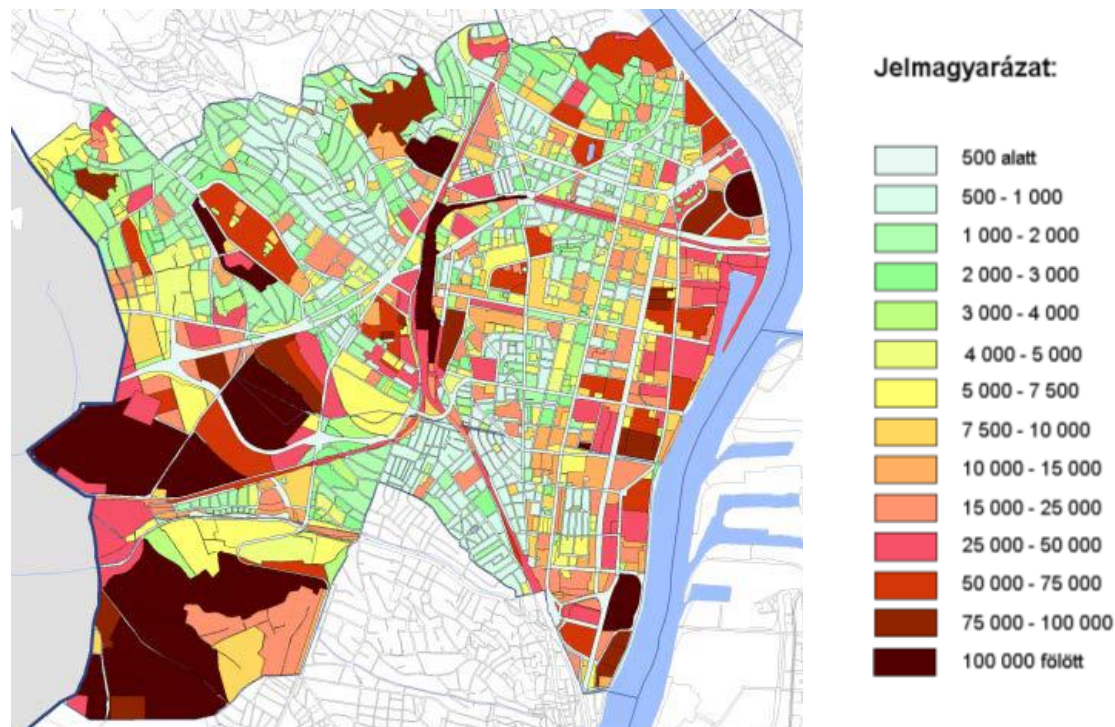 Jelmagyarázat:
500 alatt
500 - 1 000
1 000 - 2 000
2 000 - 3 000
3 000 - 4 000
4 000 - 5 000
5 000 - 7 500
7 500 - 10 000
10 000 - 15 000
15 000 - 25 000
25 000 - 50 000
50 000 - 75 000
75 000 - 100 000
100 000 fölött